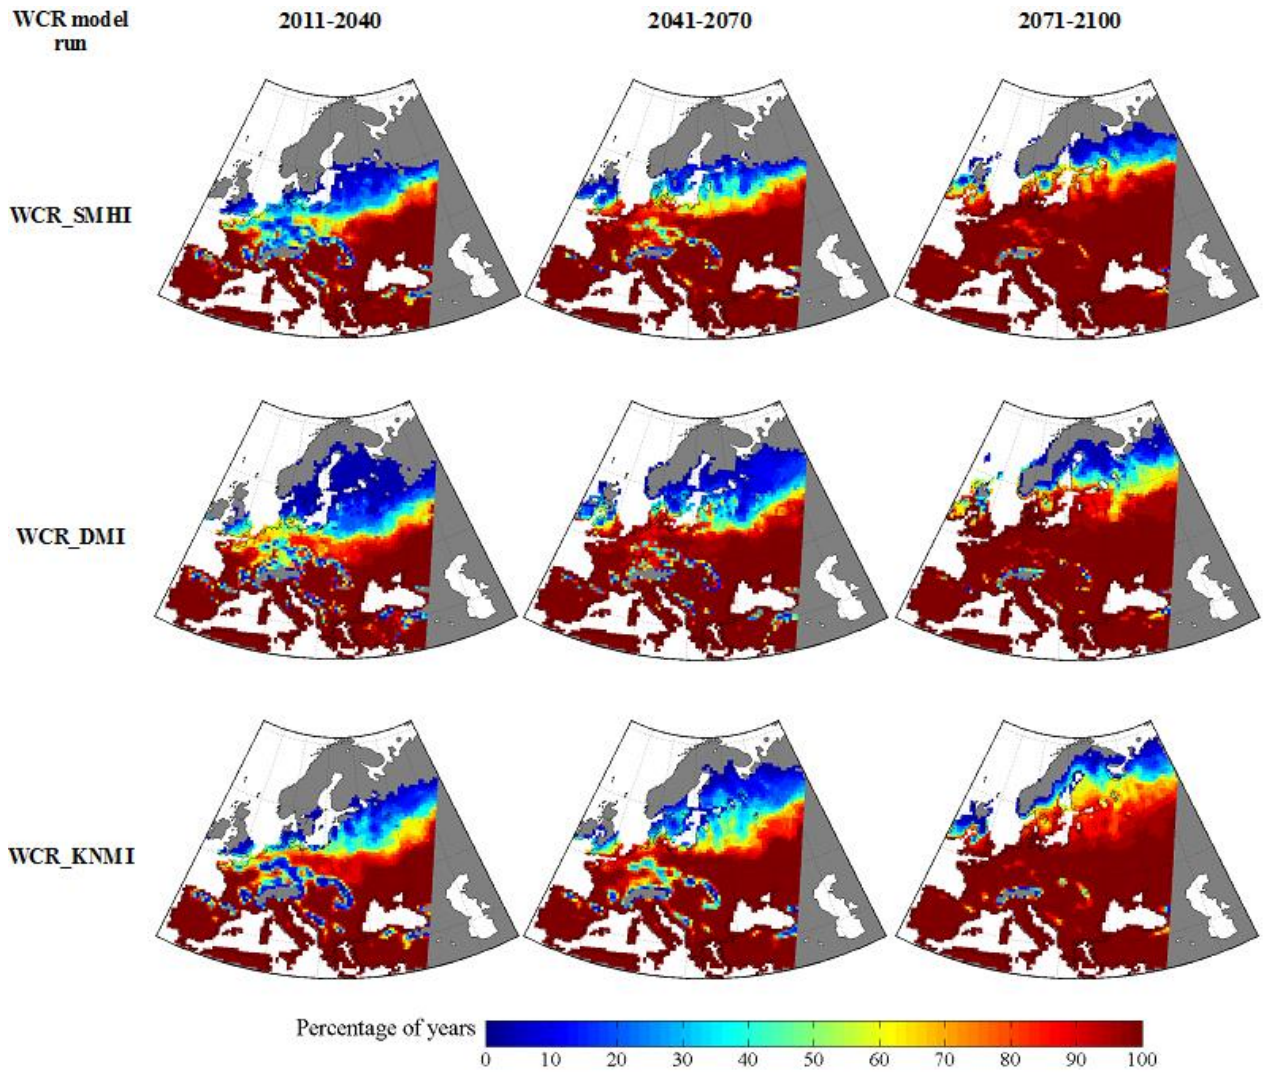 WCR model
run
2011-2040
2041-2070
2071-2100
WCR_SMHI
WCR_DMI
WCR_KNMI
Percentage of years
0 10 20 30 40 50 60 70 80 90 100